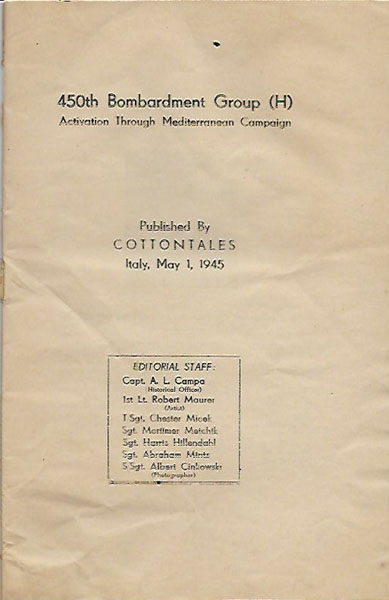 450th Bombardment Group (H)
Activation Through Mediterranean Campaign
Published By
COTTONTALES
Italy, May 1, 1945
EDITORIAL STAFF:
Capt. A. L. Campa
(Historical Officer)
1st Lt. Robert Maurer
(Artist)
T Sgt. Chester Micek
Sgt. Mortimer Matchik
Sgt. Harris Hillendahl
Sgt. Abraham Mintz
S Sgt. Albert Cinkowski
(Photographer)